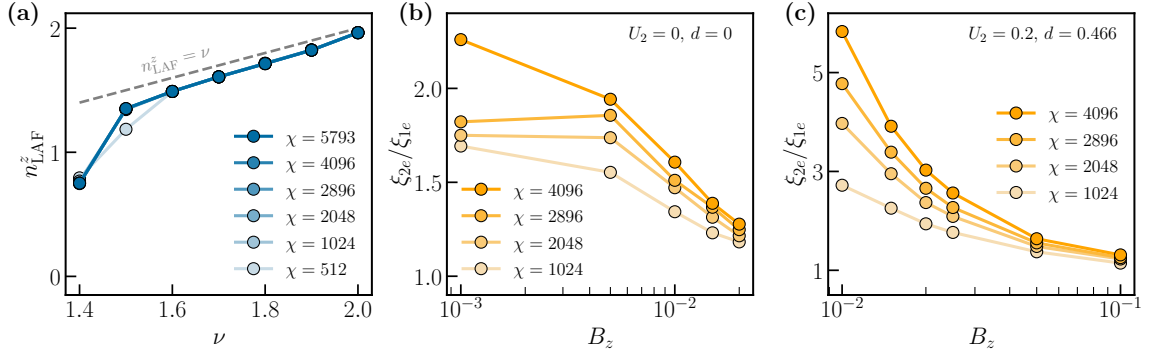 (a)
2
1
0
n^z_LAF
n^z_LAF = ν
χ = 5793
χ = 4096
χ = 2896
χ = 2048
χ = 1024
χ = 512
1.4 1.6 1.8 2.0
ν
(b)
U_2 = 0, d = 0
2.0
1.5
1.0
ξ_2e/ξ_1e
χ = 4096
χ = 2896
χ = 2048
χ = 1024
10^−3 10^−2
B_z
(c)
U_2 = 0.2, d = 0.466
5
3
1
ξ_2e/ξ_1e
χ = 4096
χ = 2896
χ = 2048
χ = 1024
10^−2 10^−1
B_z